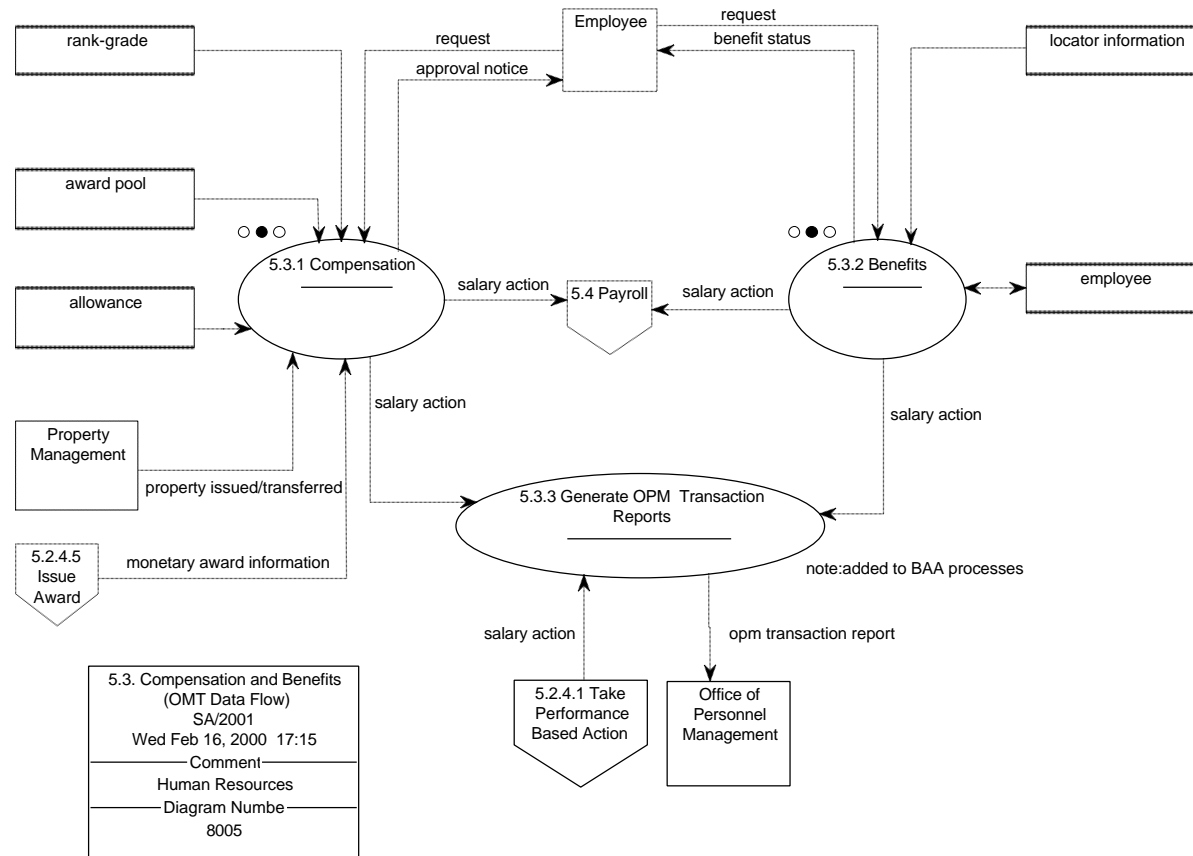 Employee
request
rank-grade
request
benefit status
locator information
approval notice
award pool
5.3.1 Compensation
5.3.2 Benefits
allowance
salary action
5.4 Payroll
salary action
employee
salary action
salary action
Property
Management
property issued/transferred
5.3.3 Generate OPM  Transaction
Reports
5.2.4.5
Issue
Award
monetary award information
note:added to BAA processes
salary action
opm transaction report
5.2.4.1 Take
Performance
Based Action
Office of
Personnel
Management
5.3. Compensation and Benefits
(OMT Data Flow)
SA/2001
Wed Feb 16, 2000  17:15
Comment
Human Resources
Diagram Numbe
8005